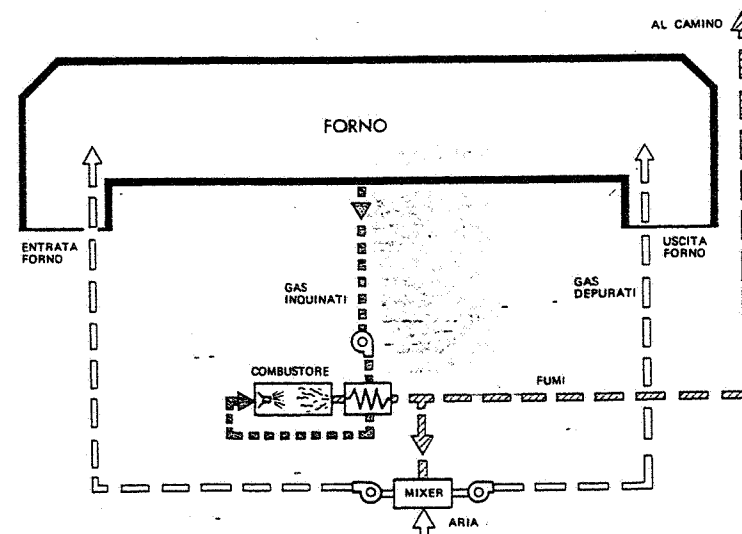 AL CAMINO
FORNO
ENTRATA
FORNO
USCITA
FORNO
GAS
INQUINATI
GAS
DEPURATI
COMBUSTORE
FUMI
MIXER
ARIA